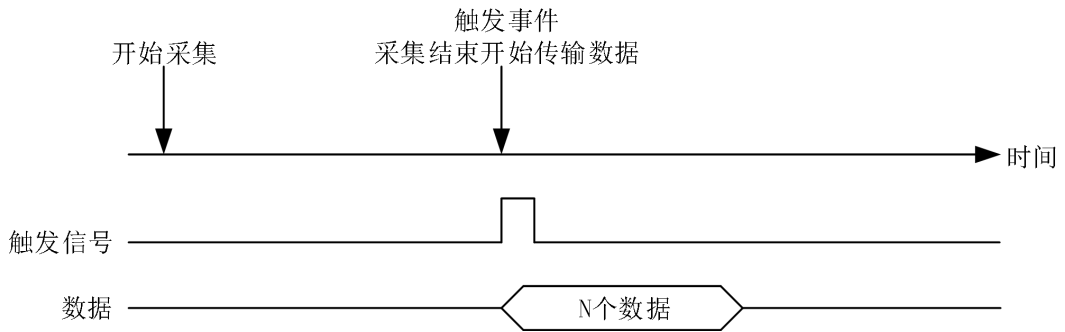 触发事件
开始采集
采集结束开始传输数据
时间
触发信号
数据
N个数据